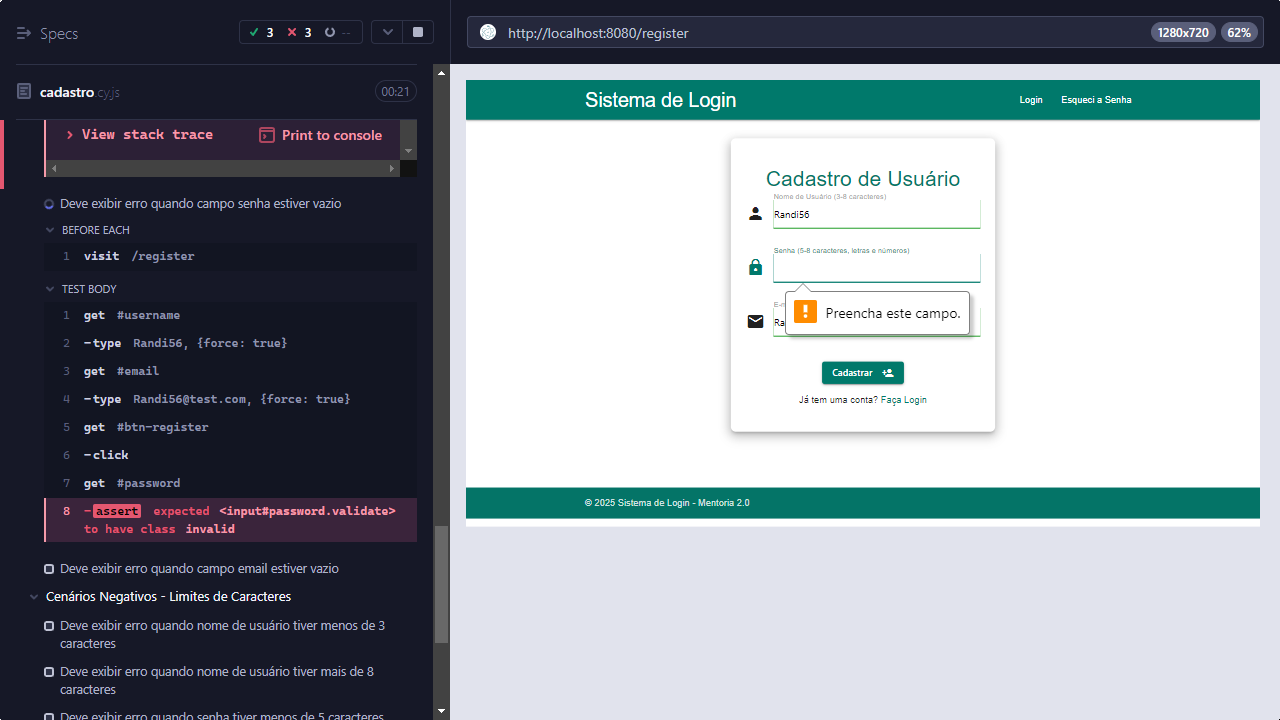 Specs
3
3
--
cadastro.cy.js
00:21
View stack trace
Print to console
Deve exibir erro quando campo senha estiver vazio
BEFORE EACH
1 visit /register
TEST BODY
1 get #username
2 -type Randi56, {force: true}
3 get #email
4 -type Randi56@test.com, {force: true}
5 get #btn-register
6 -click
7 get #password
8 -assert expected <input#password.validate>
to have class invalid
Deve exibir erro quando campo email estiver vazio
Cenários Negativos - Limites de Caracteres
Deve exibir erro quando nome de usuário tiver menos de 3
caracteres
Deve exibir erro quando nome de usuário tiver mais de 8
caracteres
Deve exibir erro quando senha tiver menos de 5 caracteres
http://localhost:8080/register
1280x720
62%
Sistema de Login
Login
Esqueci a Senha
Cadastro de Usuário
Nome de Usuário (3-8 caracteres)
Randi56
Senha (5-8 caracteres, letras e números)
E-m
Ra
Preencha este campo.
Cadastrar
Já tem uma conta? Faça Login
© 2025 Sistema de Login - Mentoria 2.0